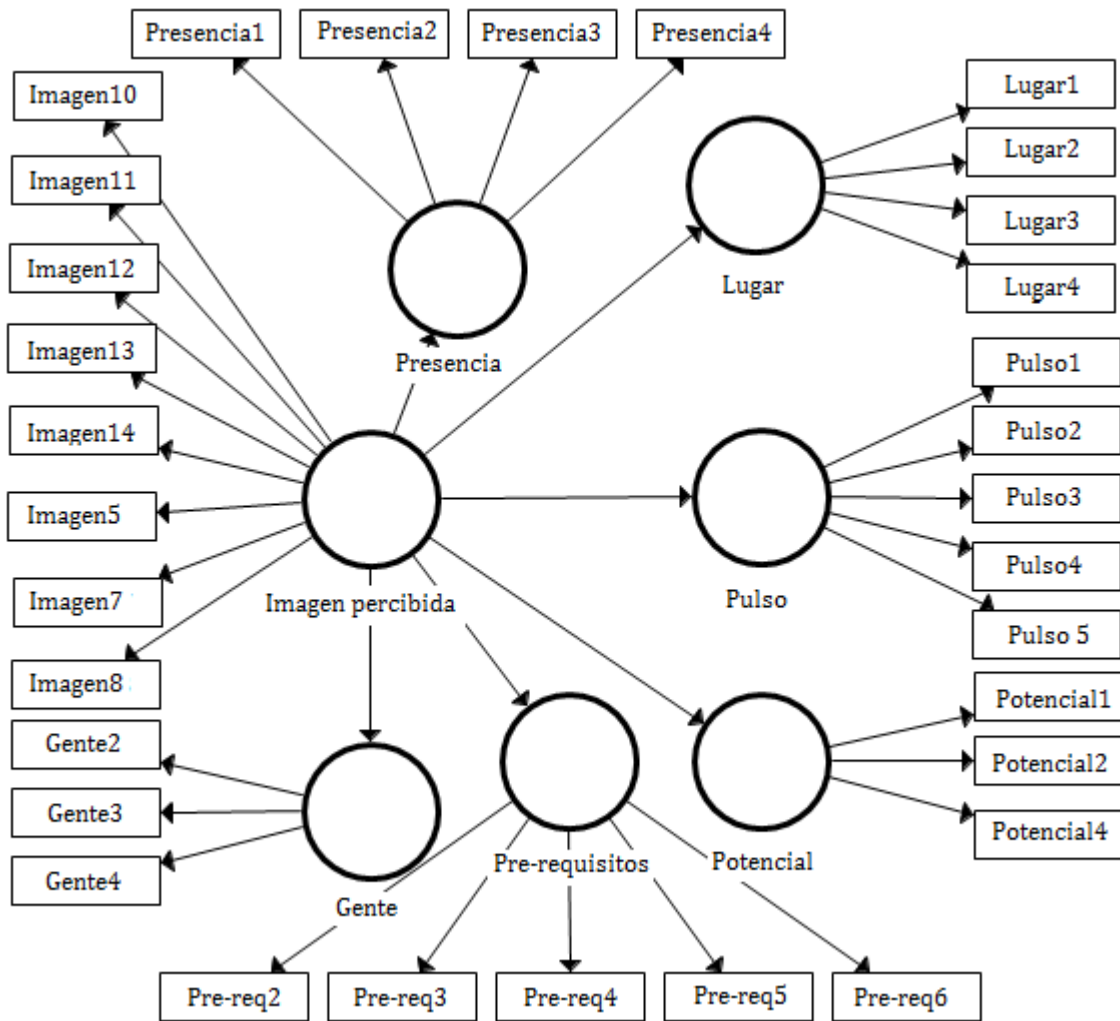 Presencia1
Presencia2
Presencia3
Presencia4
Imagen10
Imagen11
Imagen12
Imagen13
Imagen14
Imagen5
Imagen7
Imagen8
Lugar1
Lugar2
Lugar3
Lugar4
Lugar
Presencia
Pulso1
Pulso2
Pulso3
Pulso4
Pulso 5
Pulso
Imagen percibida
Potencial1
Potencial2
Potencial4
Potencial
Gente2
Gente3
Gente4
Gente
Pre-requisitos
Pre-req2
Pre-req3
Pre-req4
Pre-req5
Pre-req6